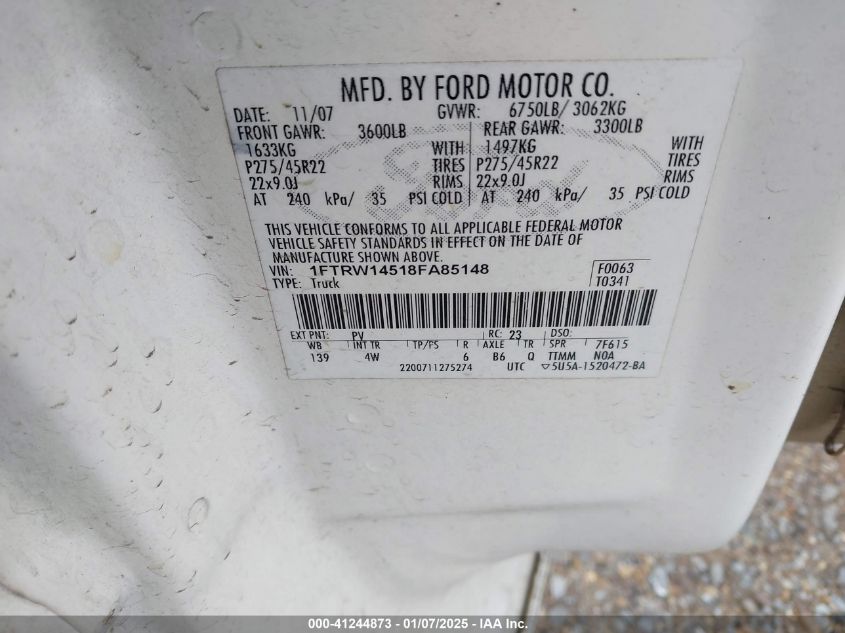 MFD. BY FORD MOTOR CO.
DATE: 11/07 GVWR: 6750LB/ 3062KG
FRONT GAWR: 3600LB REAR GAWR: 3300LB
1633KG WITH 1497KG WITH
P275/45R22 TIRES P275/45R22 TIRES
22x9.0J RIMS 22x9.0J RIMS
AT 240 kPa/ 35 PSI COLD AT 240 kPa/ 35 PSI COLD
THIS VEHICLE CONFORMS TO ALL APPLICABLE FEDERAL MOTOR
VEHICLE SAFETY STANDARDS IN EFFECT ON THE DATE OF
MANUFACTURE SHOWN ABOVE.
VIN: 1FTRW14518FA85148 F0063
TYPE: Truck T0341
EXT PNT: PV RC: 23 DSO:
WB INT TR TP/PS R AXLE TR SPR 7F615
139 4W 6 B6 Q TTMM N0A
2200711275274 UTC ▽5U5A-1520472-BA
000-41244873 - 01/07/2025 - IAA Inc.